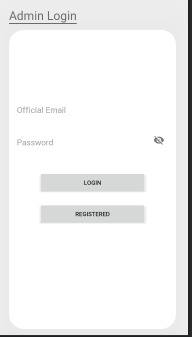 Admin Login
Official Email
Password
LOGIN
REGISTERED